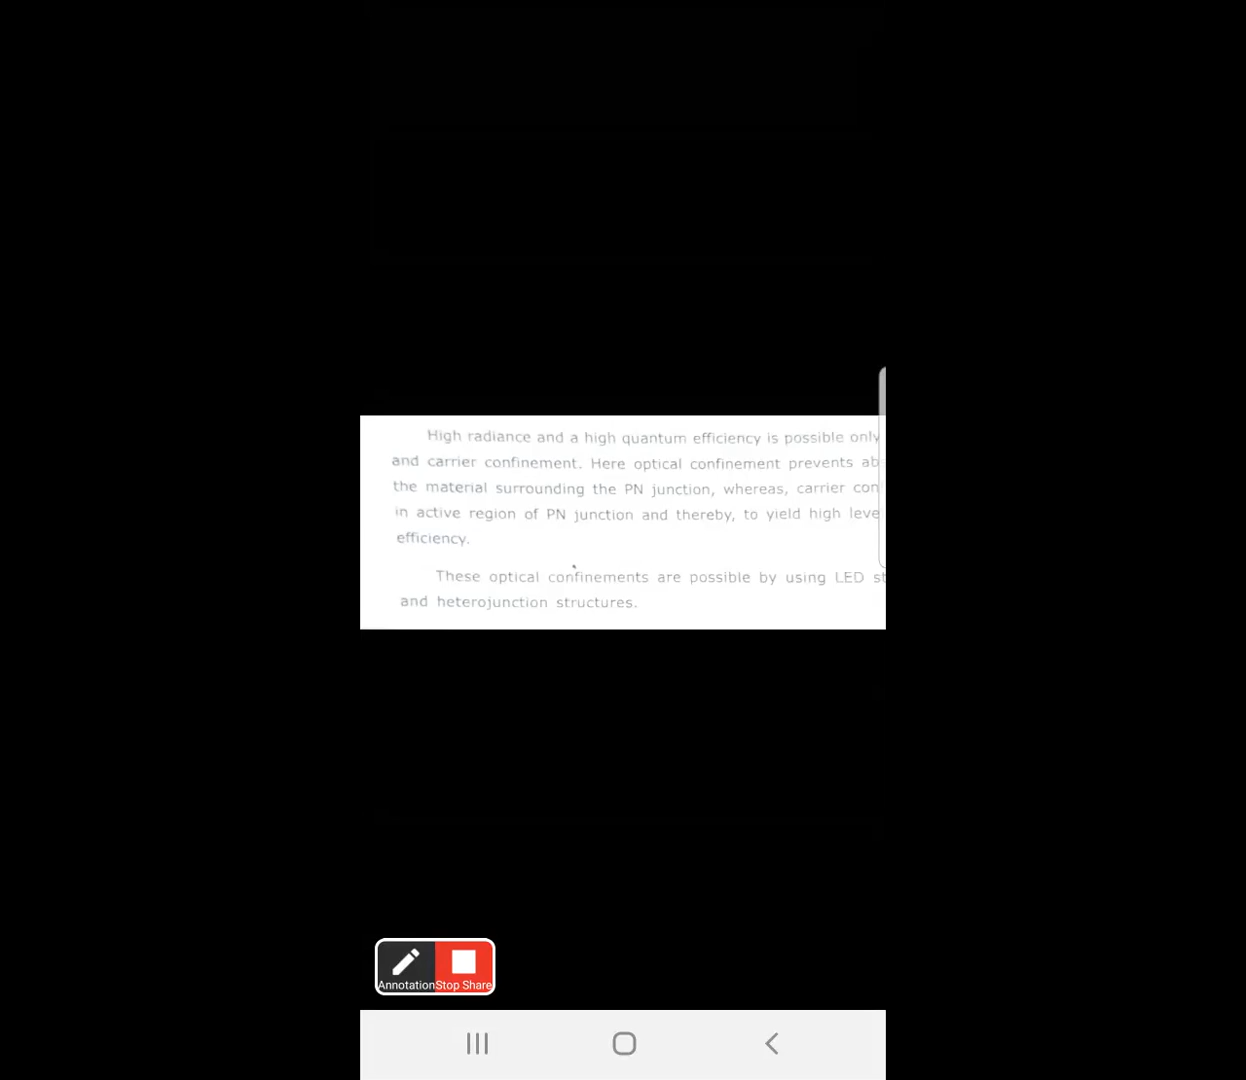 High radiance and a high quantum efficiency is possible only
and carrier confinement. Here optical confinement prevents ab
the material surrounding the PN junction, whereas, carrier con
in active region of PN junction and thereby, to yield high leve
efficiency.
These optical confinements are possible by using LED st
and heterojunction structures.
Annotation Stop Share